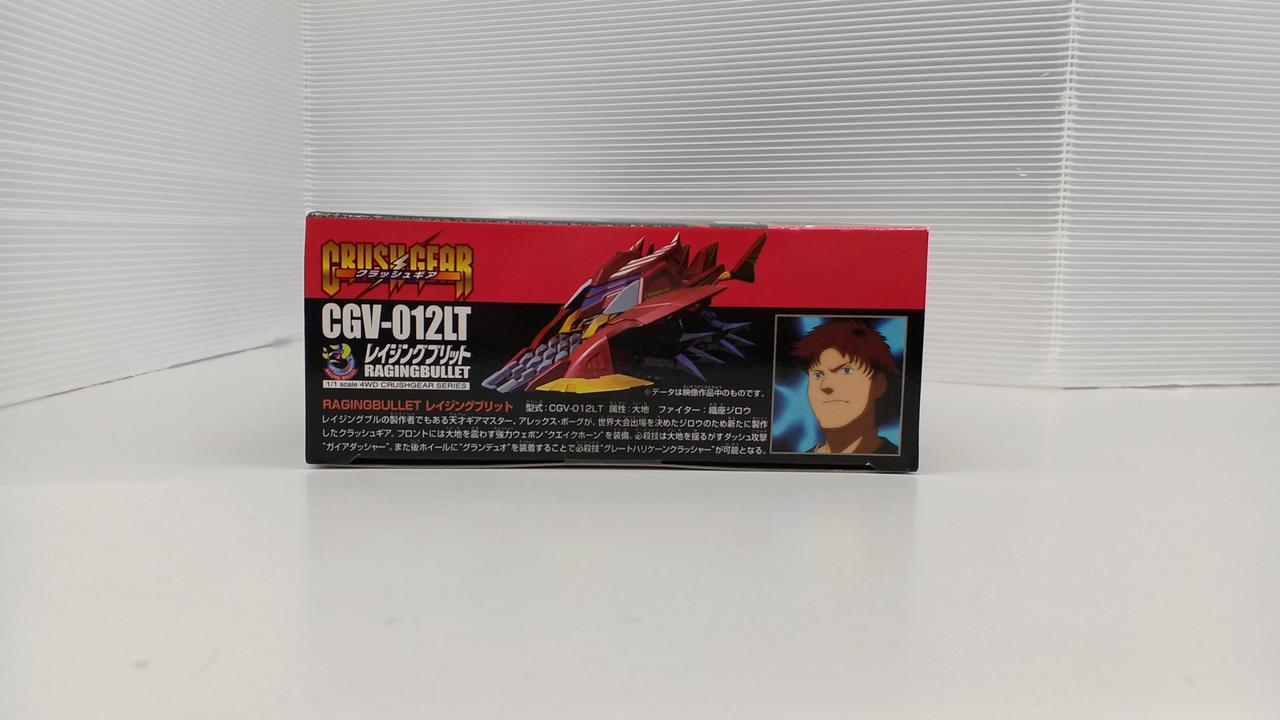 CRUSH GEAR
クラッシュギア
CGV-012LT
レイジングブリット
RAGINGBULLET
1/1 scale 4WD CRUSHGEAR SERIES
※データは映像作品中のものです。
RAGINGBULLET レイジングブリット 型式:CGV-012LT 属性:大地 ファイター:織座ジロウ
レイジングブルの製作者でもある天才ギアマスター、アレックス・ボーグが、世界大会出場を決めたジロウのため新たに製作
したクラッシュギア。フロントには大地を震わす強力ウェポン"クエイクホーン"を装備。必殺技は大地を揺るがすダッシュ攻撃
"ガイアダッシャー"。また後ホイールに"グランデュオ"を装着することで必殺技"グレートハリケーンクラッシャー"が可能となる。